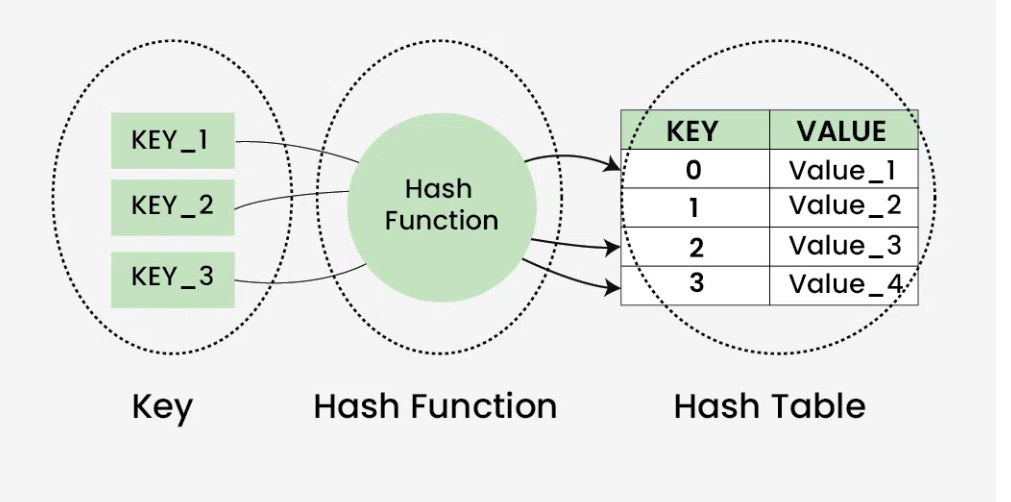 KEY_1
KEY_2
KEY_3
Hash
Function
KEY VALUE
0 Value_1
1 Value_2
2 Value_3
3 Value_4
Key Hash Function Hash Table